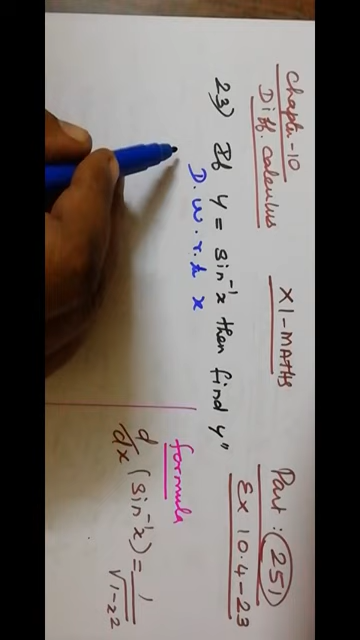 Chapter-10
Diff. calculus
XI-MATHS
Part: 251
Ex 10.4-23
23) If y = sin⁻¹x then find y"
D. w. r. to x
formula
d/dx (sin⁻¹x) = 1/√1-x²